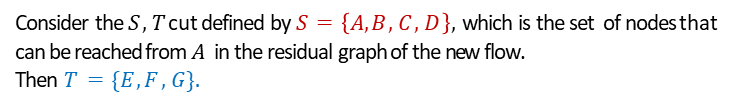 Consider the S, T cut defined by S = {A, B, C, D}, which is the set of nodes that
can be reached from A in the residual graph of the new flow.
Then T = {E, F, G}.